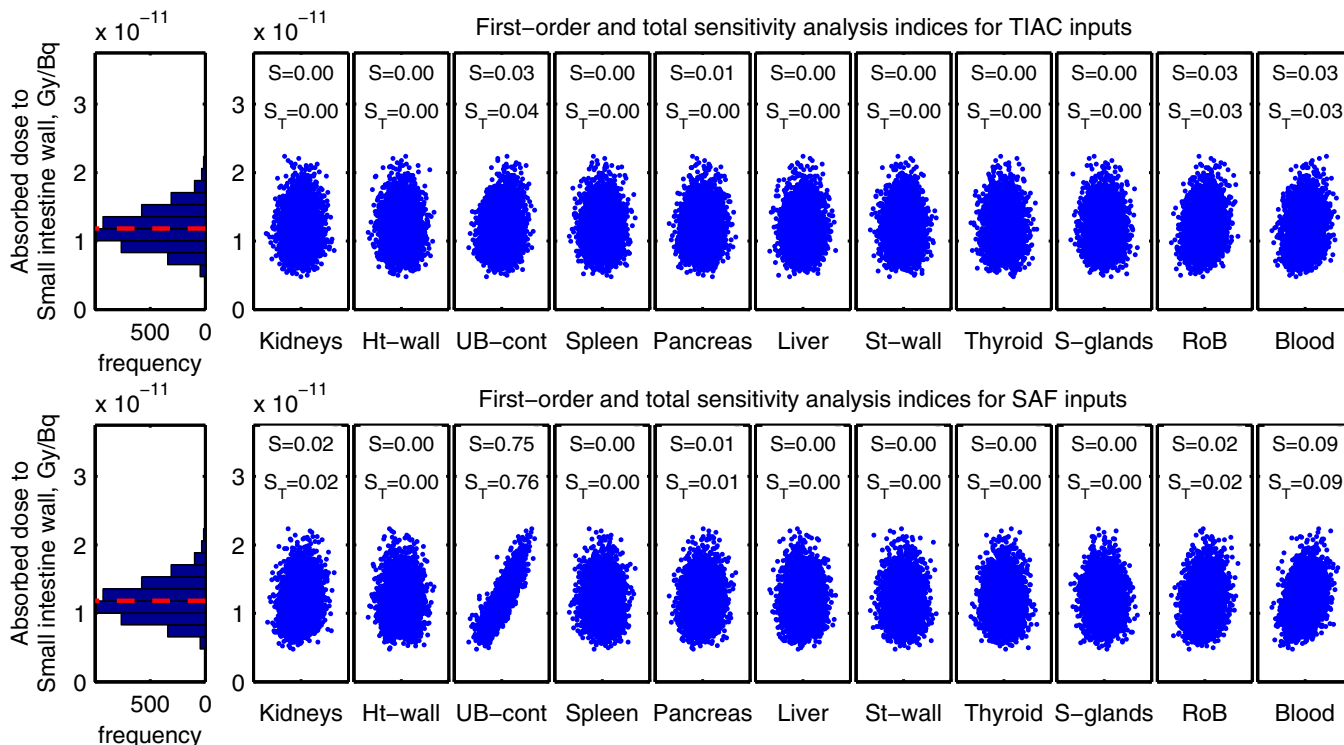 x 10⁻¹¹ x 10⁻¹¹ First−order and total sensitivity analysis indices for TIAC inputs
Absorbed dose to
Small intestine wall, Gy/Bq
3
2
1
0
500 0
frequency
3
2
1
0
S=0.00 S=0.00 S=0.03 S=0.00 S=0.01 S=0.00 S=0.00 S=0.00 S=0.00 S=0.03 S=0.03
S_T=0.00 S_T=0.00 S_T=0.04 S_T=0.00 S_T=0.00 S_T=0.00 S_T=0.00 S_T=0.00 S_T=0.00 S_T=0.03 S_T=0.03
Kidneys Ht−wall UB−cont Spleen Pancreas Liver St−wall Thyroid S−glands RoB Blood
x 10⁻¹¹ x 10⁻¹¹ First−order and total sensitivity analysis indices for SAF inputs
Absorbed dose to
Small intestine wall, Gy/Bq
3
2
1
0
500 0
frequency
3
2
1
0
S=0.02 S=0.00 S=0.75 S=0.00 S=0.01 S=0.00 S=0.00 S=0.00 S=0.00 S=0.02 S=0.09
S_T=0.02 S_T=0.00 S_T=0.76 S_T=0.00 S_T=0.01 S_T=0.00 S_T=0.00 S_T=0.00 S_T=0.00 S_T=0.02 S_T=0.09
Kidneys Ht−wall UB−cont Spleen Pancreas Liver St−wall Thyroid S−glands RoB Blood